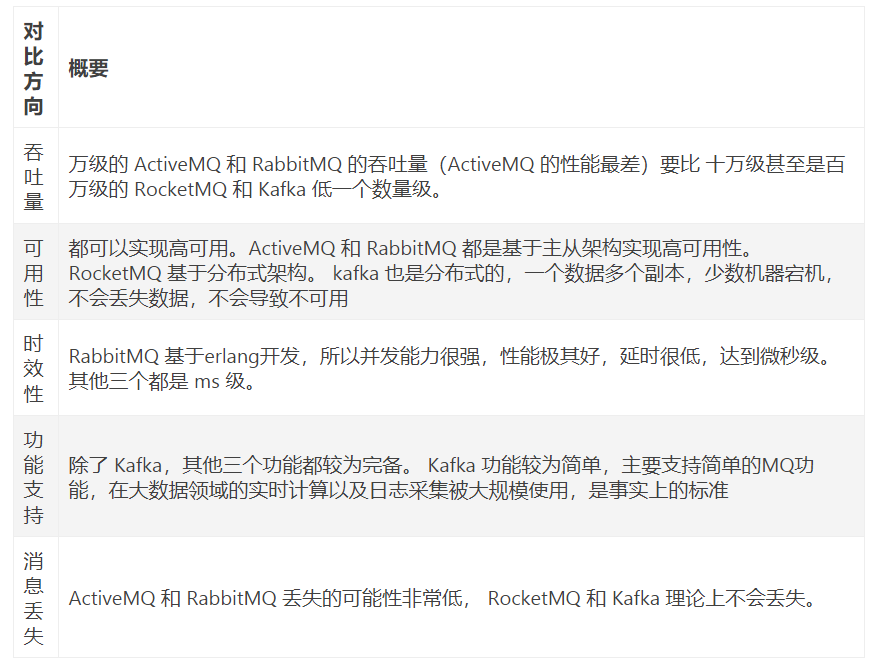 对比方向
概要
吞吐量
万级的 ActiveMQ 和 RabbitMQ 的吞吐量（ActiveMQ 的性能最差）要比 十万级甚至是百
万级的 RocketMQ 和 Kafka 低一个数量级。
可用性
都可以实现高可用。ActiveMQ 和 RabbitMQ 都是基于主从架构实现高可用性。
RocketMQ 基于分布式架构。 kafka 也是分布式的，一个数据多个副本，少数机器宕机，
不会丢失数据，不会导致不可用
时效性
RabbitMQ 基于erlang开发，所以并发能力很强，性能极其好，延时很低，达到微秒级。
其他三个都是 ms 级。
功能支持
除了 Kafka，其他三个功能都较为完备。 Kafka 功能较为简单，主要支持简单的MQ功
能，在大数据领域的实时计算以及日志采集被大规模使用，是事实上的标准
消息丢失
ActiveMQ 和 RabbitMQ 丢失的可能性非常低， RocketMQ 和 Kafka 理论上不会丢失。